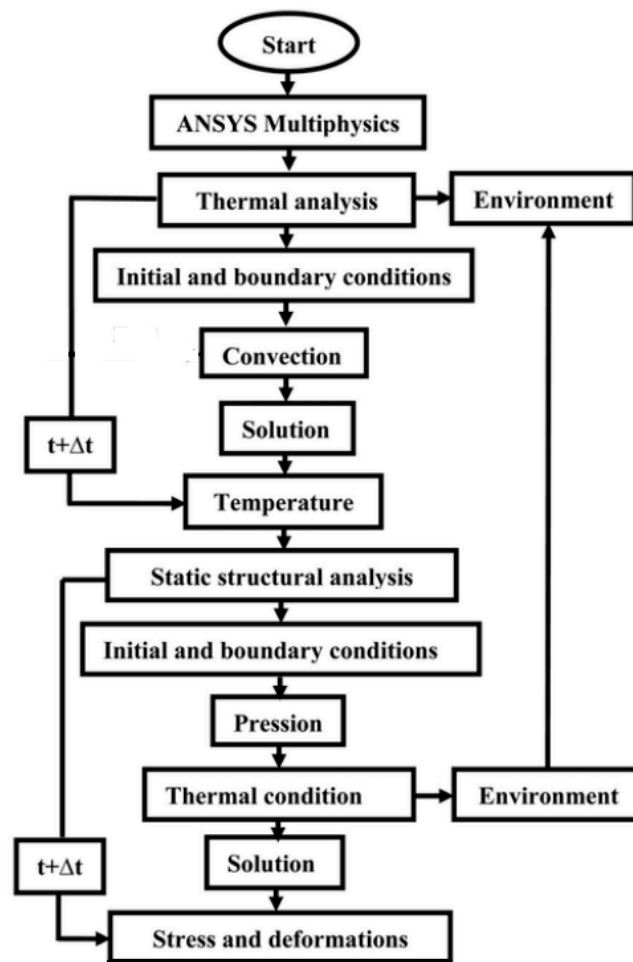 Start
ANSYS Multiphysics
Thermal analysis
Environment
Initial and boundary conditions
Convection
Solution
t+Δt
Temperature
Static structural analysis
Initial and boundary conditions
Pression
Thermal condition
Environment
Solution
t+Δt
Stress and deformations